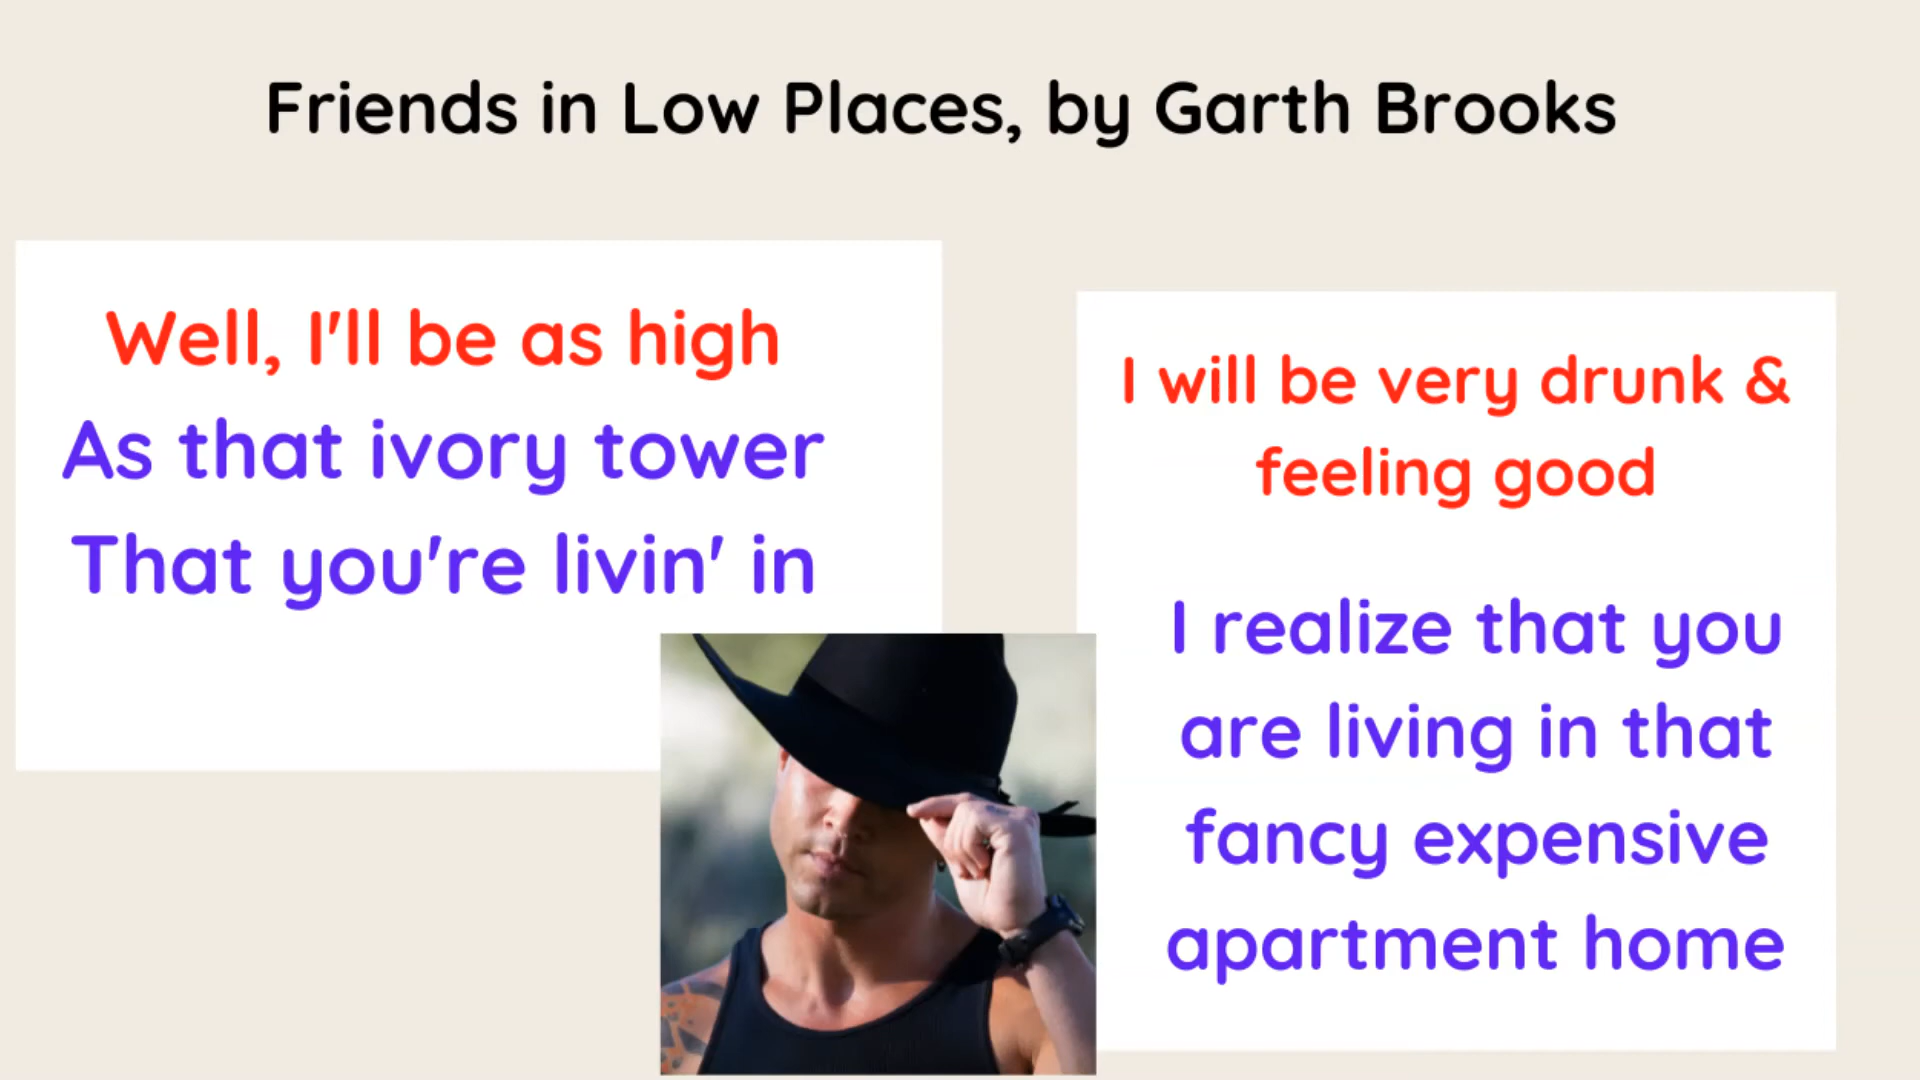 Friends in Low Places, by Garth Brooks
Well, I'll be as high
As that ivory tower
That you're livin' in
I will be very drunk &
feeling good
I realize that you
are living in that
fancy expensive
apartment home